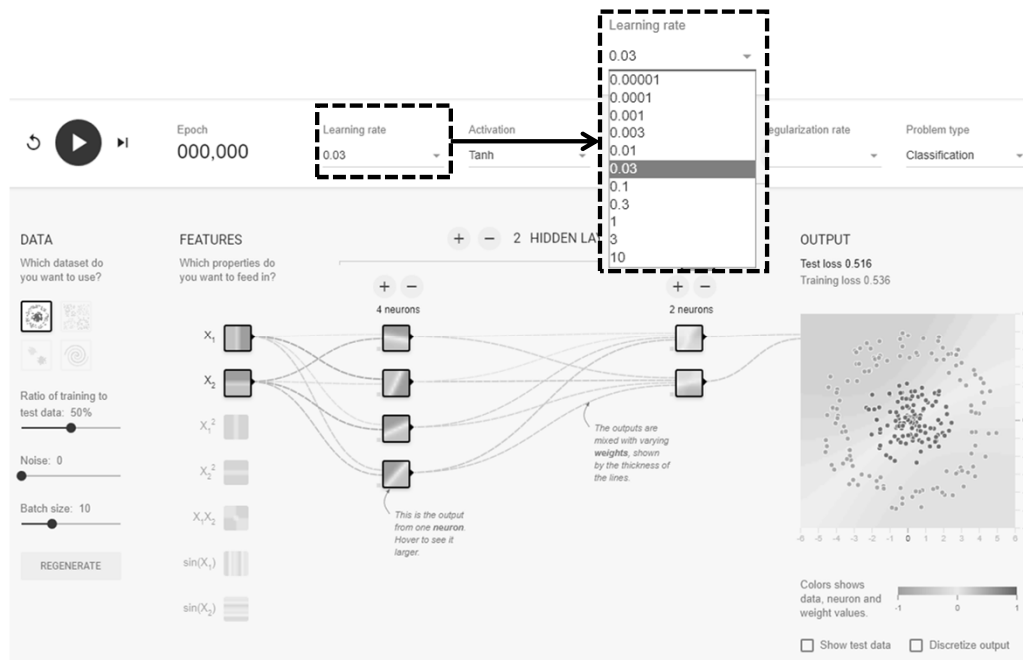 Learning rate
0.03
0.00001
0.0001
0.001
0.003
0.01
0.03
0.1
0.3
1
3
10
Epoch
000,000
Learning rate
0.03
Activation
Tanh
egularization rate
Problem type
Classification
DATA
Which dataset do
you want to use?
Ratio of training to
test data: 50%
Noise: 0
Batch size: 10
REGENERATE
FEATURES
Which properties do
you want to feed in?
X1
X2
X1²
X2²
X1X2
sin(X1)
sin(X2)
+ − 2 HIDDEN LAY
+ −
4 neurons
+ −
2 neurons
This is the output
from one neuron.
Hover to see it
larger.
The outputs are
mixed with varying
weights, shown
by the thickness of
the lines.
OUTPUT
Test loss 0.516
Training loss 0.536
-6 -5 -4 -3 -2 -1 0 1 2 3 4 5 6
Colors shows
data, neuron and
weight values.
-1 0 1
Show test data
Discretize output